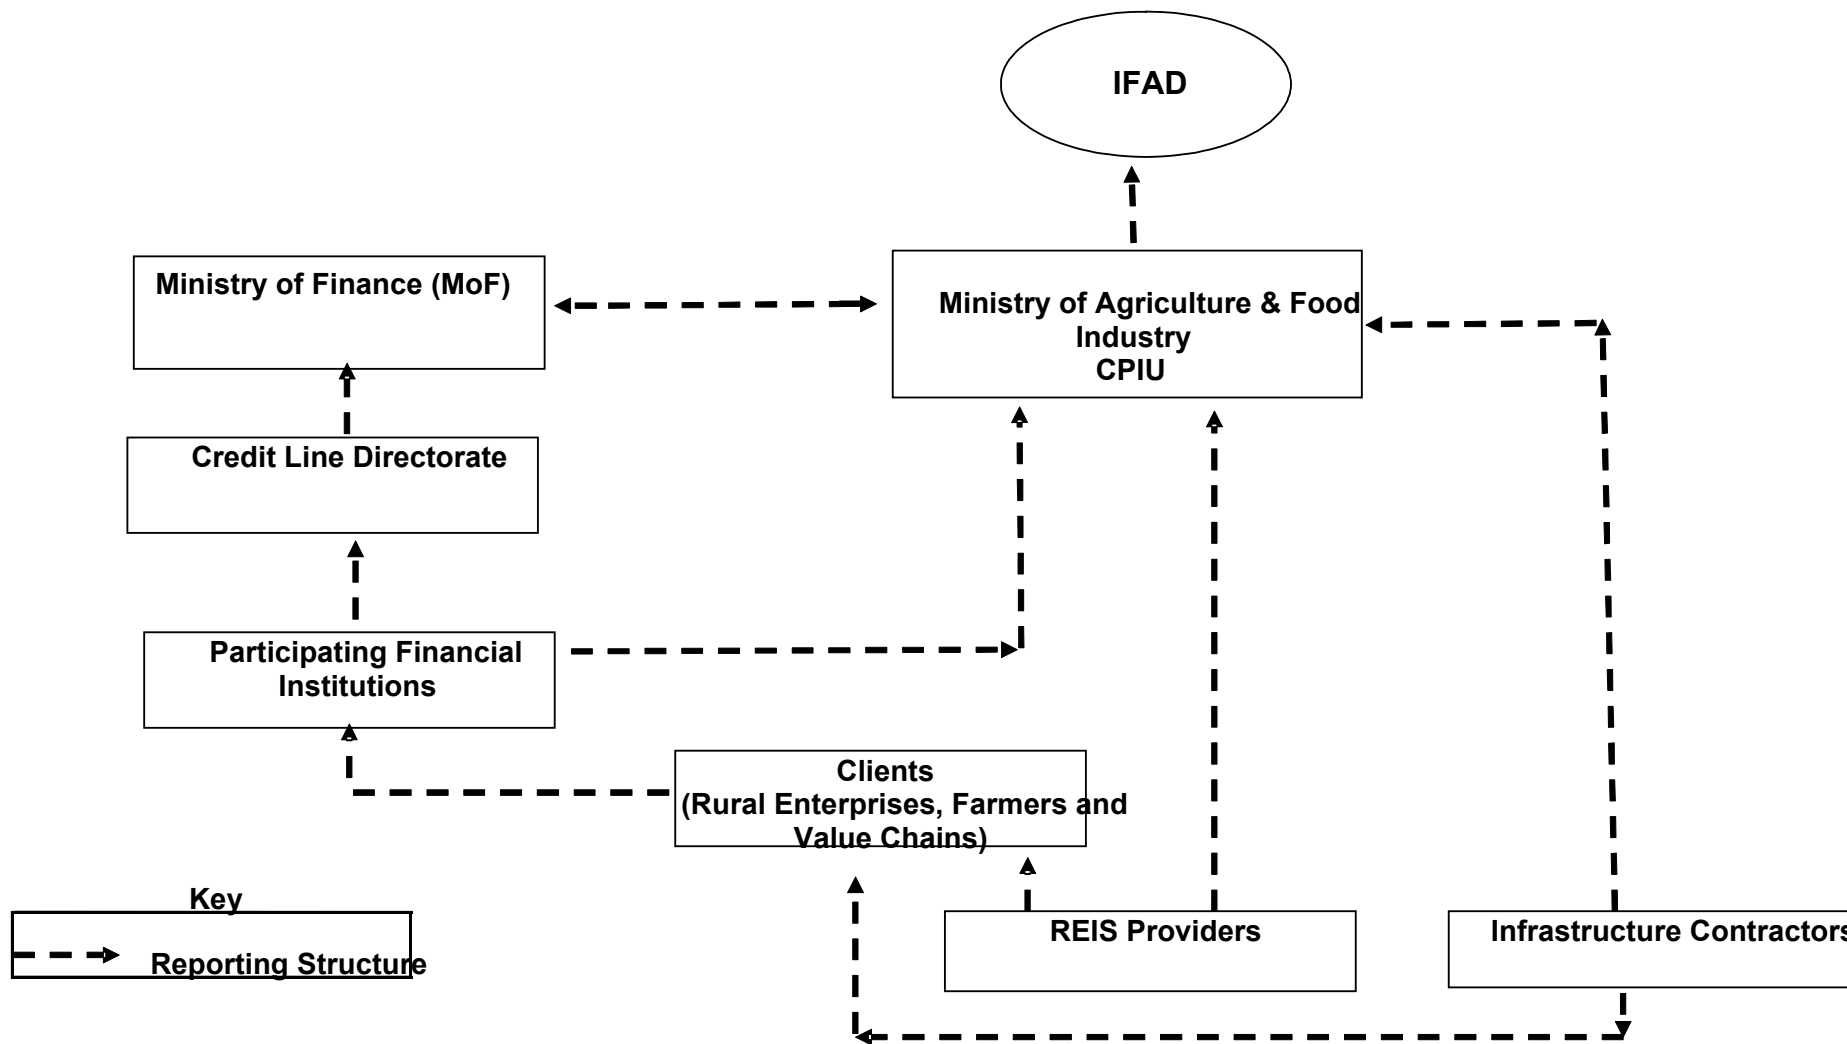 IFAD
Ministry of Finance (MoF)
Ministry of Agriculture & Food
Industry
CPIU
Credit Line Directorate
Participating Financial
Institutions
Clients
(Rural Enterprises, Farmers and
Value Chains)
Key
Reporting Structure
REIS Providers
Infrastructure Contractors